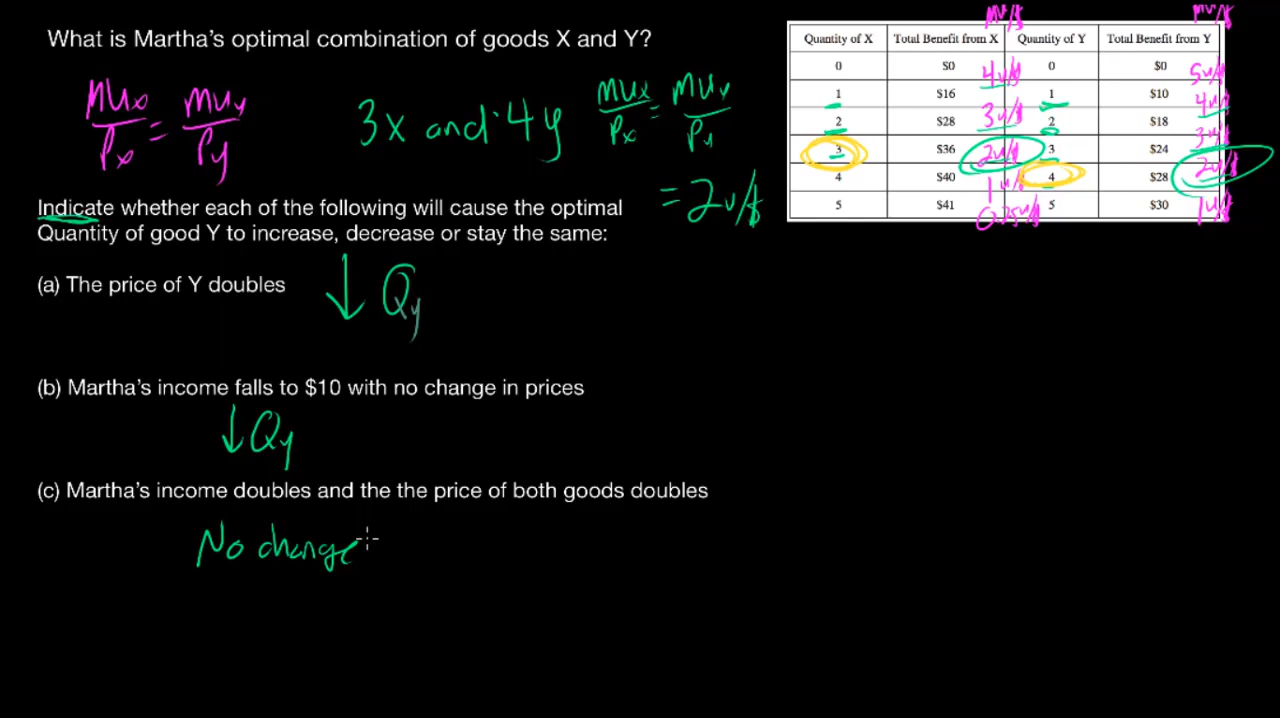 What is Martha's optimal combination of goods X and Y?
MUx/Px = MUy/Py
3x and 4y
MUx/Px = MUy/Py
= 2u/$
Indicate whether each of the following will cause the optimal
Quantity of good Y to increase, decrease or stay the same:
(a) The price of Y doubles
↓ Qy
(b) Martha's income falls to $10 with no change in prices
↓ Qy
(c) Martha's income doubles and the the price of both goods doubles
No change
MU/$ MU/$
Quantity of X Total Benefit from X Quantity of Y Total Benefit from Y
0 $0 0 $0
1 $16 4u/$ 1 $10 5u/$
2 $28 3u/$ 2 $18 4u/$
3 $36 2u/$ 3 $24 3u/$
4 $40 1u/$ 4 $28 2u/$
5 $41 0.25u/$ 5 $30 1u/$